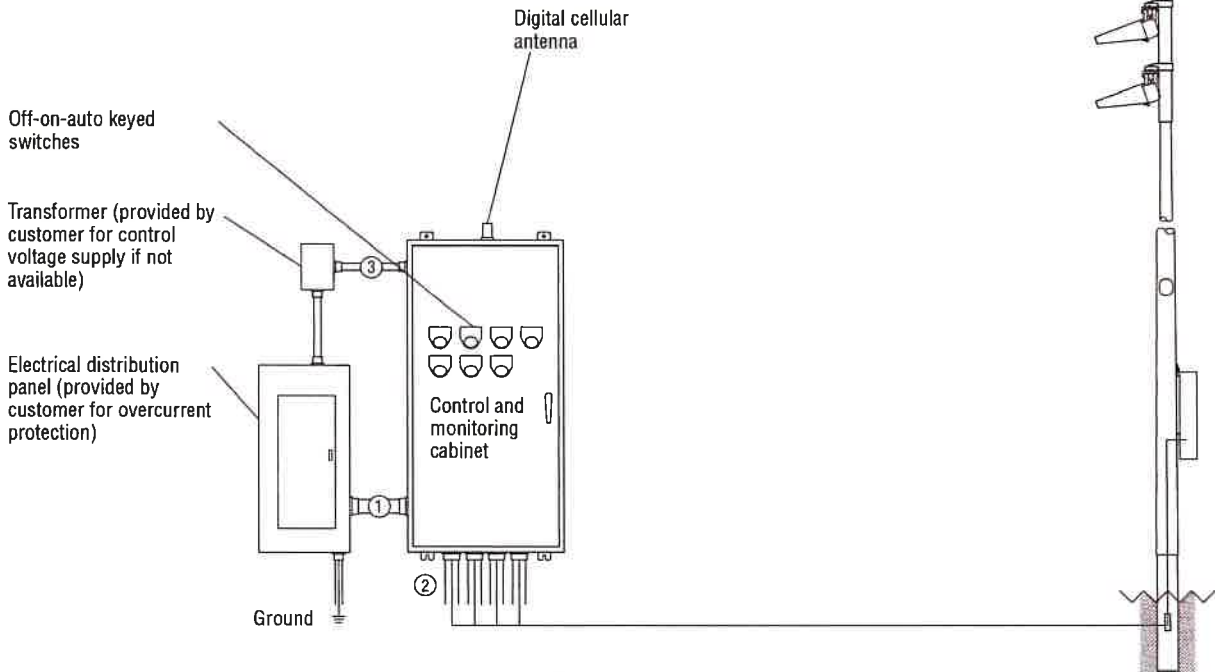 Digital cellular
antenna
Off-on-auto keyed
switches
Transformer (provided by
customer for control
voltage supply if not
available)
3
Electrical distribution
panel (provided by
customer for overcurrent
protection)
Control and
monitoring
cabinet
1
2
Ground